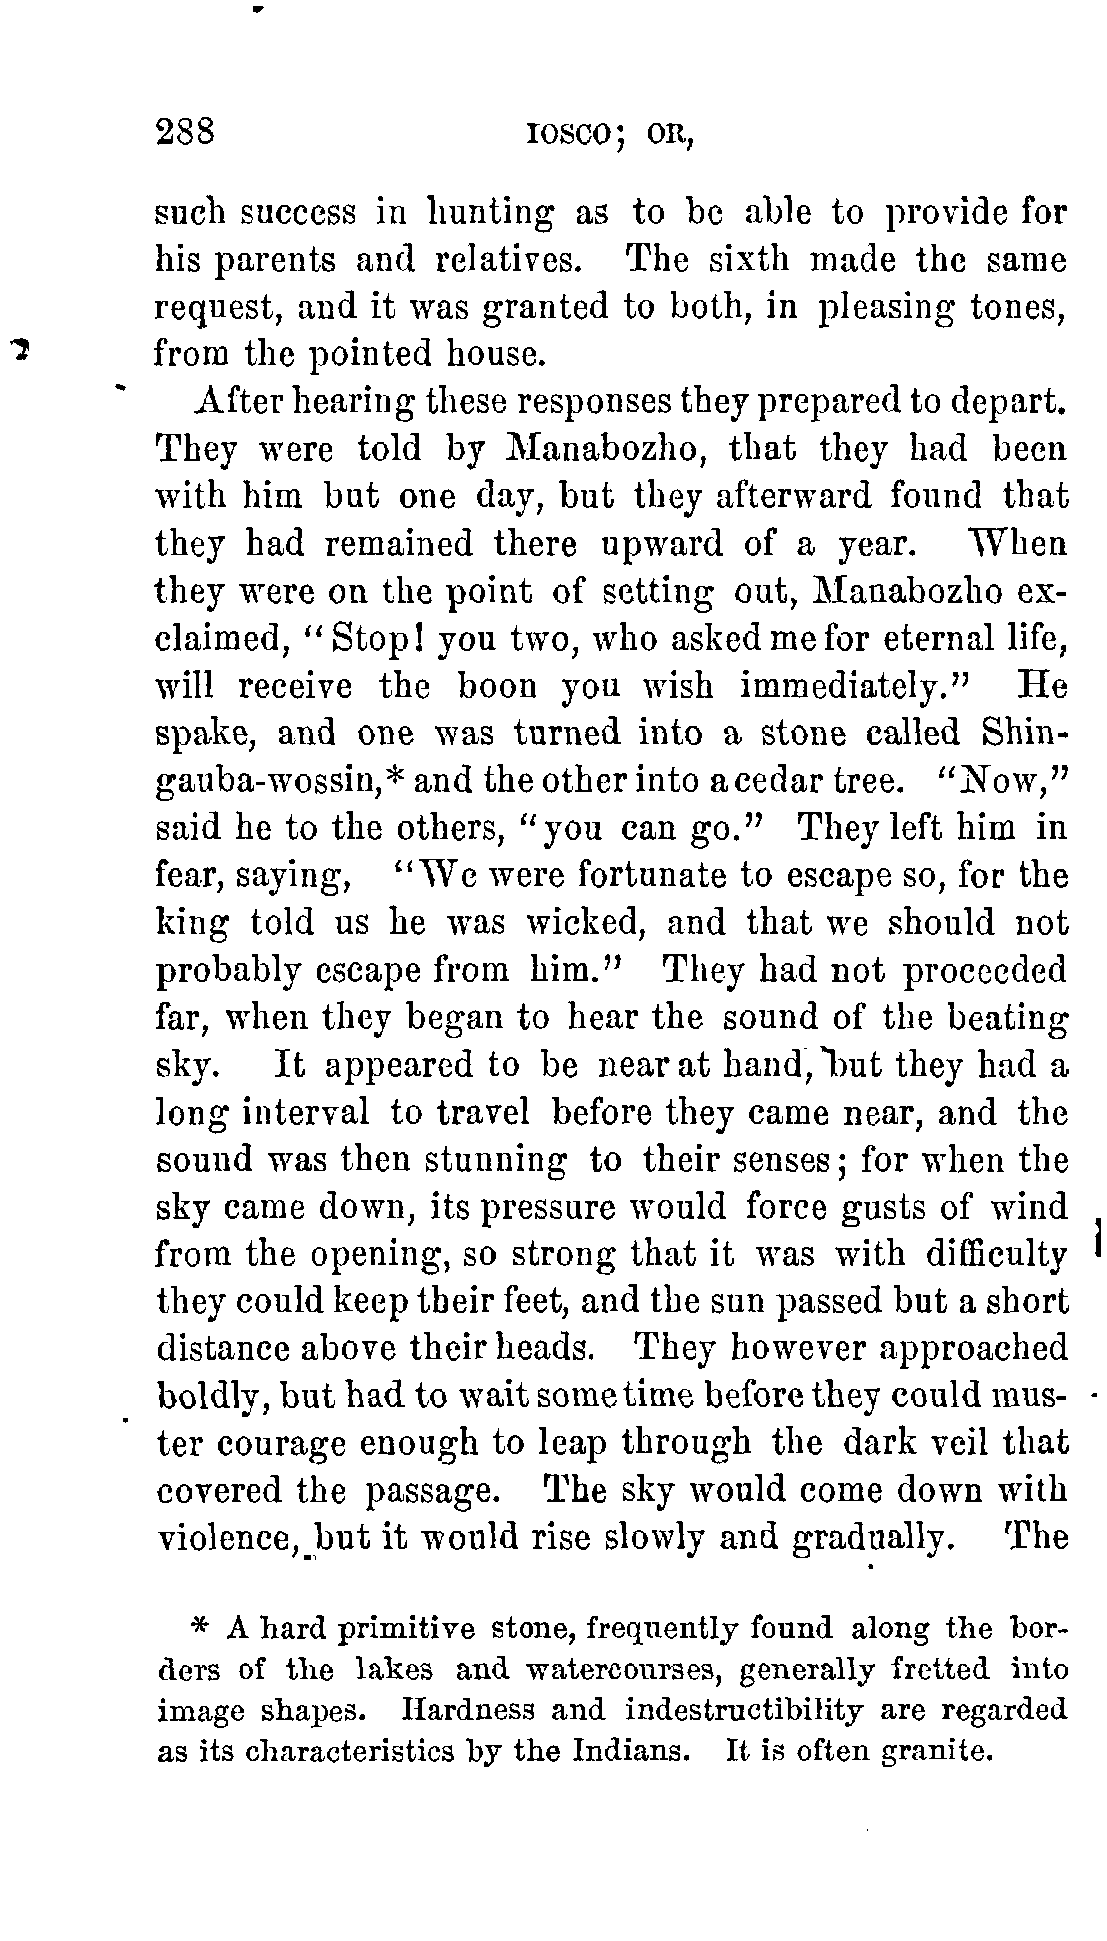 288 IOSCO; OR,
such success in hunting as to be able to provide for
his parents and relatives. The sixth made the same
request, and it was granted to both, in pleasing tones,
from the pointed house.
After hearing these responses they prepared to depart.
They were told by Manabozho, that they had been
with him but one day, but they afterward found that
they had remained there upward of a year. When
they were on the point of setting out, Manabozho ex-
claimed, "Stop! you two, who asked me for eternal life,
will receive the boon you wish immediately." He
spake, and one was turned into a stone called Shin-
gauba-wossin,* and the other into a cedar tree. "Now,"
said he to the others, "you can go." They left him in
fear, saying, "We were fortunate to escape so, for the
king told us he was wicked, and that we should not
probably escape from him." They had not proceeded
far, when they began to hear the sound of the beating
sky. It appeared to be near at hand, but they had a
long interval to travel before they came near, and the
sound was then stunning to their senses; for when the
sky came down, its pressure would force gusts of wind
from the opening, so strong that it was with difficulty
they could keep their feet, and the sun passed but a short
distance above their heads. They however approached
boldly, but had to wait sometime before they could mus-
ter courage enough to leap through the dark veil that
covered the passage. The sky would come down with
violence, but it would rise slowly and gradually. The
* A hard primitive stone, frequently found along the bor-
ders of the lakes and watercourses, generally fretted into
image shapes. Hardness and indestructibility are regarded
as its characteristics by the Indians. It is often granite.